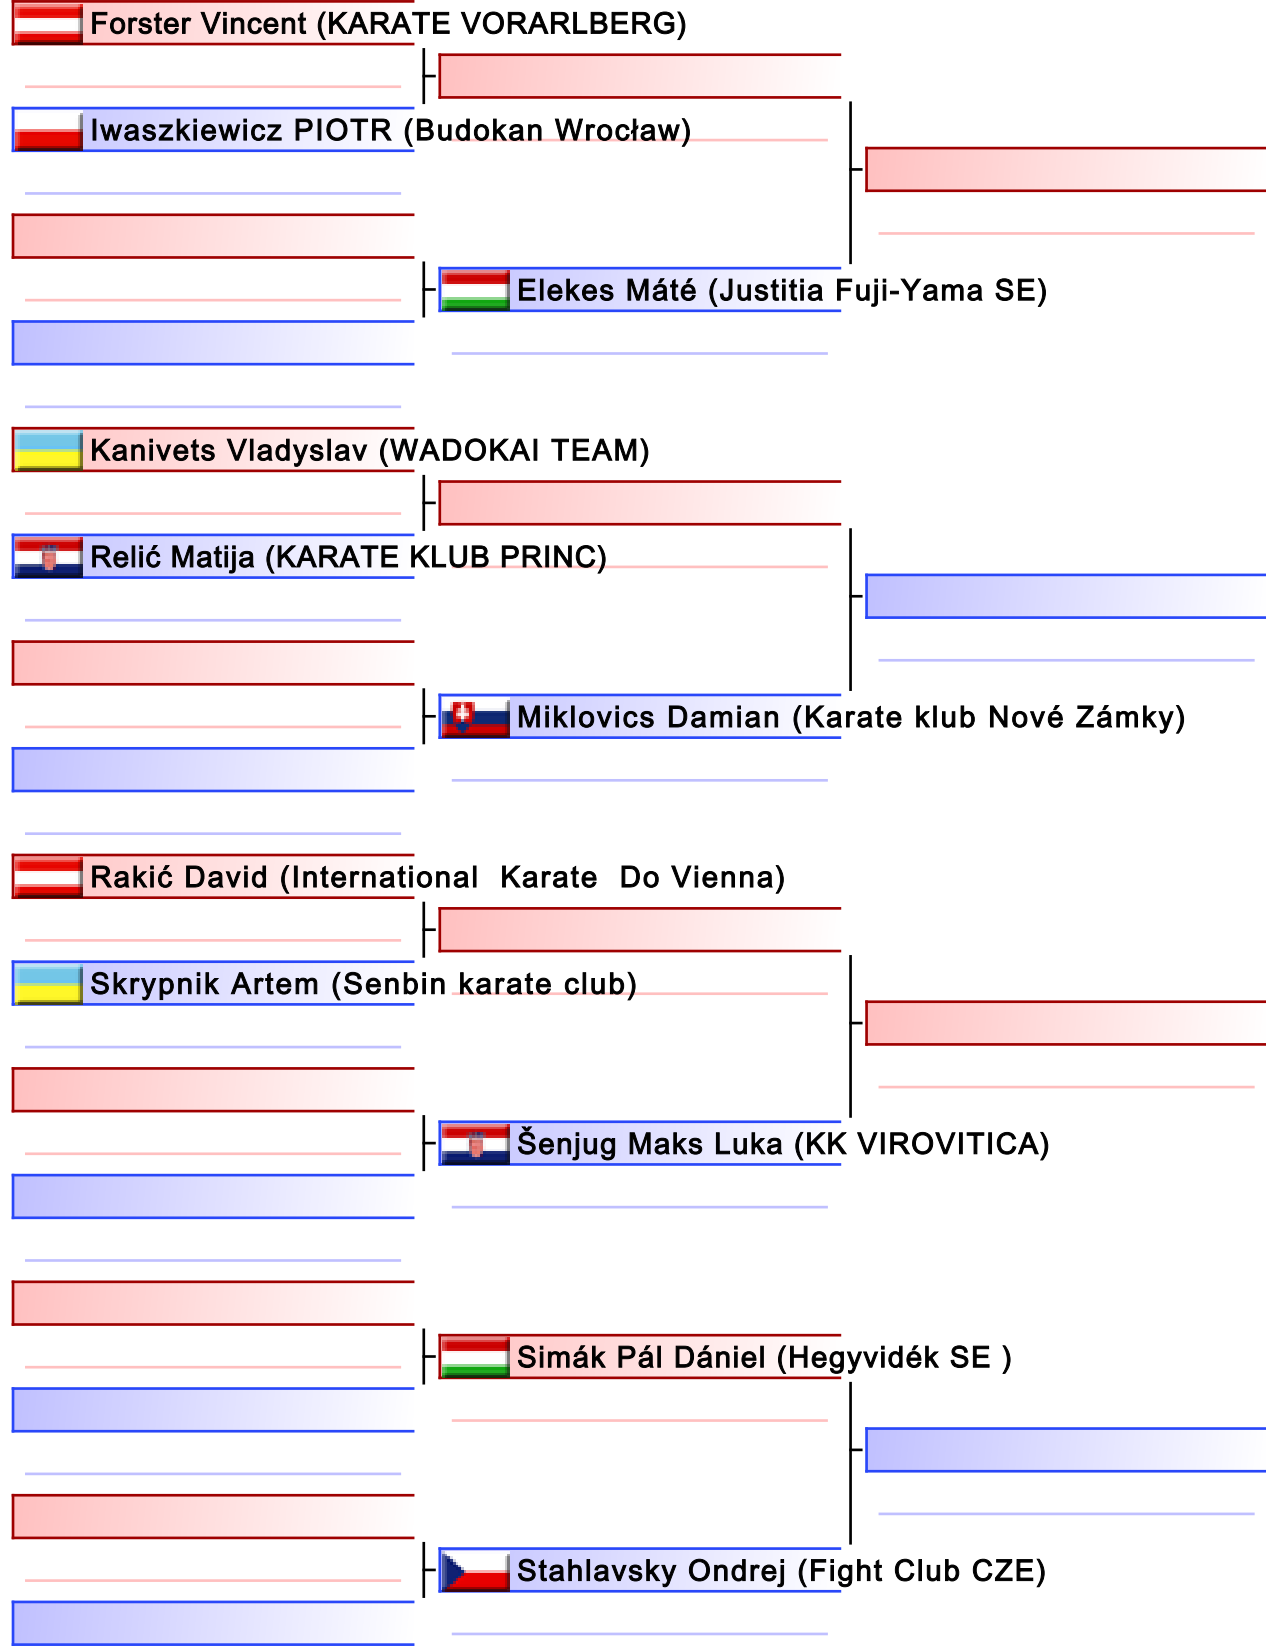 Forster Vincent (KARATE VORARLBERG)
Iwaszkiewicz PIOTR (Budokan Wrocław)
Elekes Máté (Justitia Fuji-Yama SE)
Kanivets Vladyslav (WADOKAI TEAM)
Relić Matija (KARATE KLUB PRINC)
Miklovics Damian (Karate klub Nové Zámky)
Rakić David (International  Karate  Do Vienna)
Skrypnik Artem (Senbin karate club)
Šenjug Maks Luka (KK VIROVITICA)
Simák Pál Dániel (Hegyvidék SE )
Stahlavsky Ondrej (Fight Club CZE)